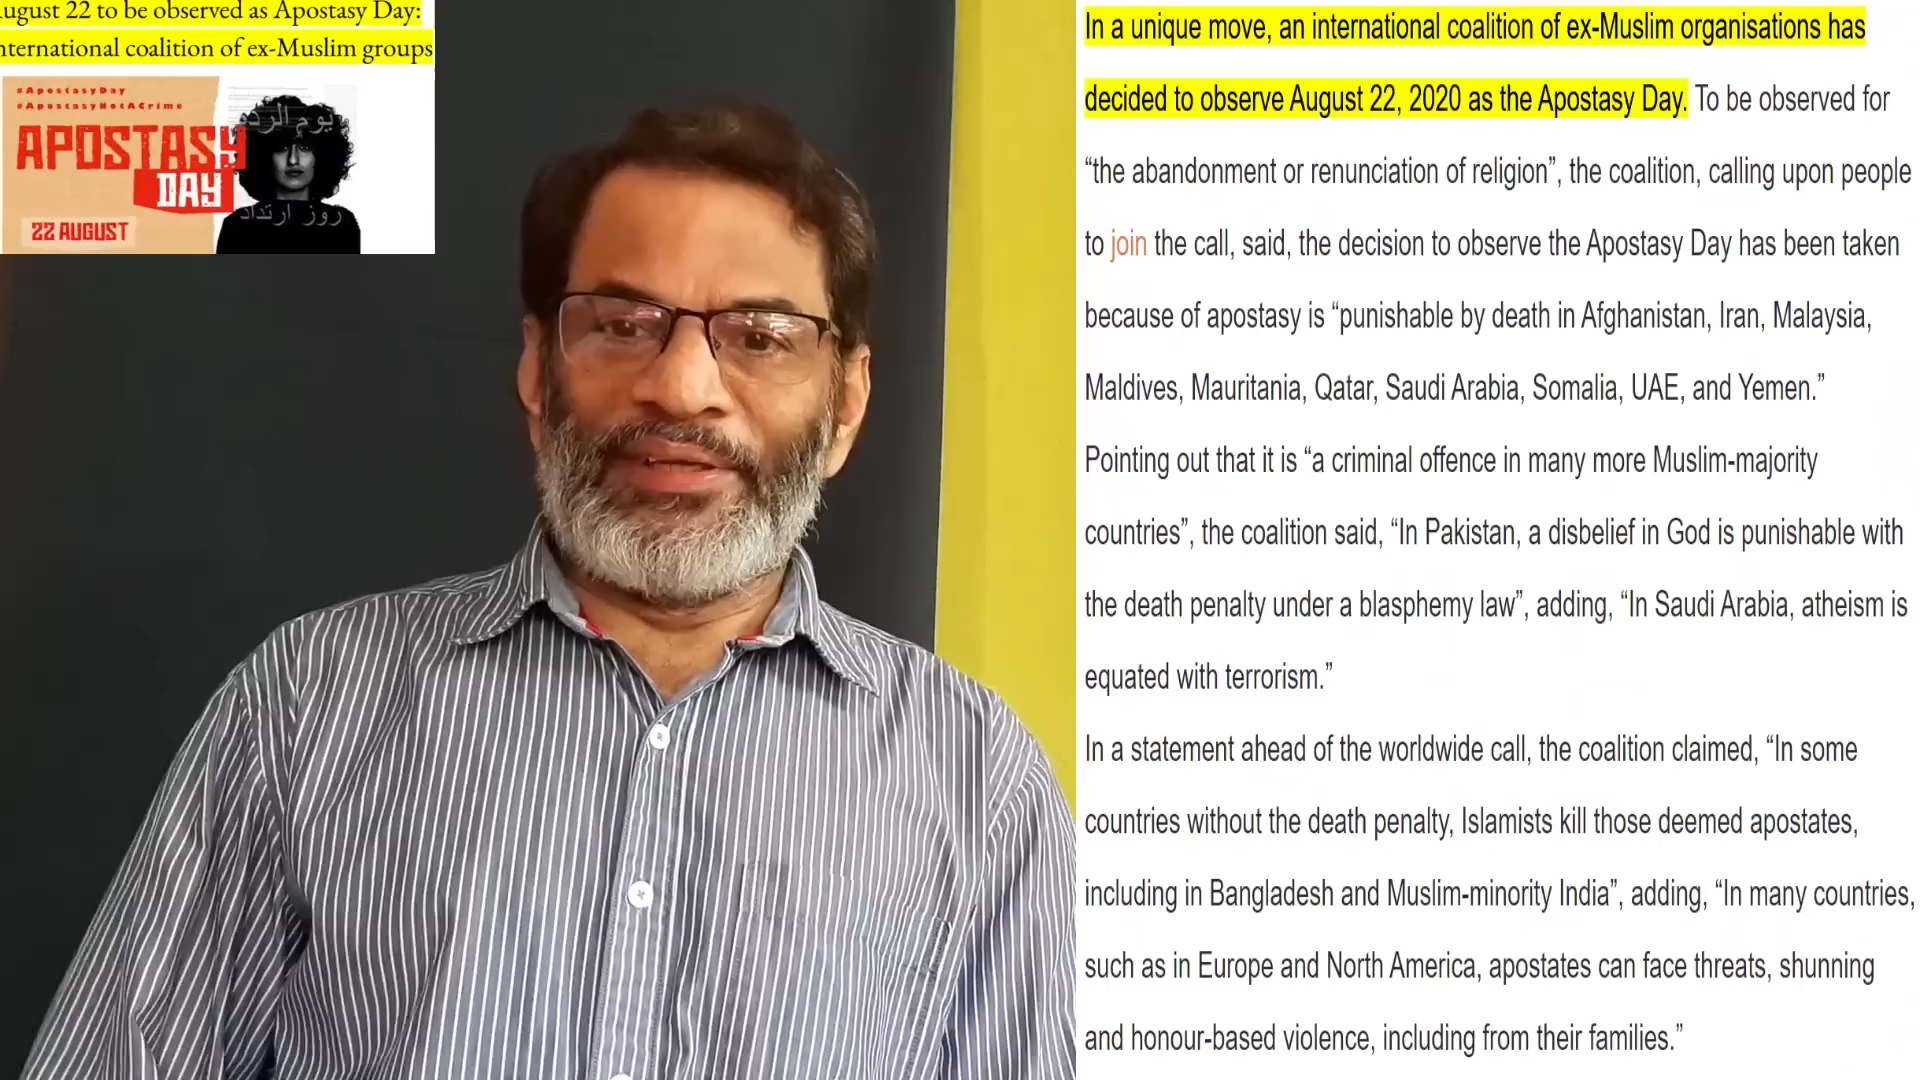 ugust 22 to be observed as Apostasy Day:
nternational coalition of ex-Muslim groups
#ApostasyDay
#ApostasyNotACrime
APOSTASY
DAY
يوم الردة
روز ارتداد
22 AUGUST
In a unique move, an international coalition of ex-Muslim organisations has
decided to observe August 22, 2020 as the Apostasy Day. To be observed for
“the abandonment or renunciation of religion”, the coalition, calling upon people
to join the call, said, the decision to observe the Apostasy Day has been taken
because of apostasy is “punishable by death in Afghanistan, Iran, Malaysia,
Maldives, Mauritania, Qatar, Saudi Arabia, Somalia, UAE, and Yemen.”
Pointing out that it is “a criminal offence in many more Muslim-majority
countries”, the coalition said, “In Pakistan, a disbelief in God is punishable with
the death penalty under a blasphemy law”, adding, “In Saudi Arabia, atheism is
equated with terrorism.”
In a statement ahead of the worldwide call, the coalition claimed, “In some
countries without the death penalty, Islamists kill those deemed apostates,
including in Bangladesh and Muslim-minority India”, adding, “In many countries,
such as in Europe and North America, apostates can face threats, shunning
and honour-based violence, including from their families.”